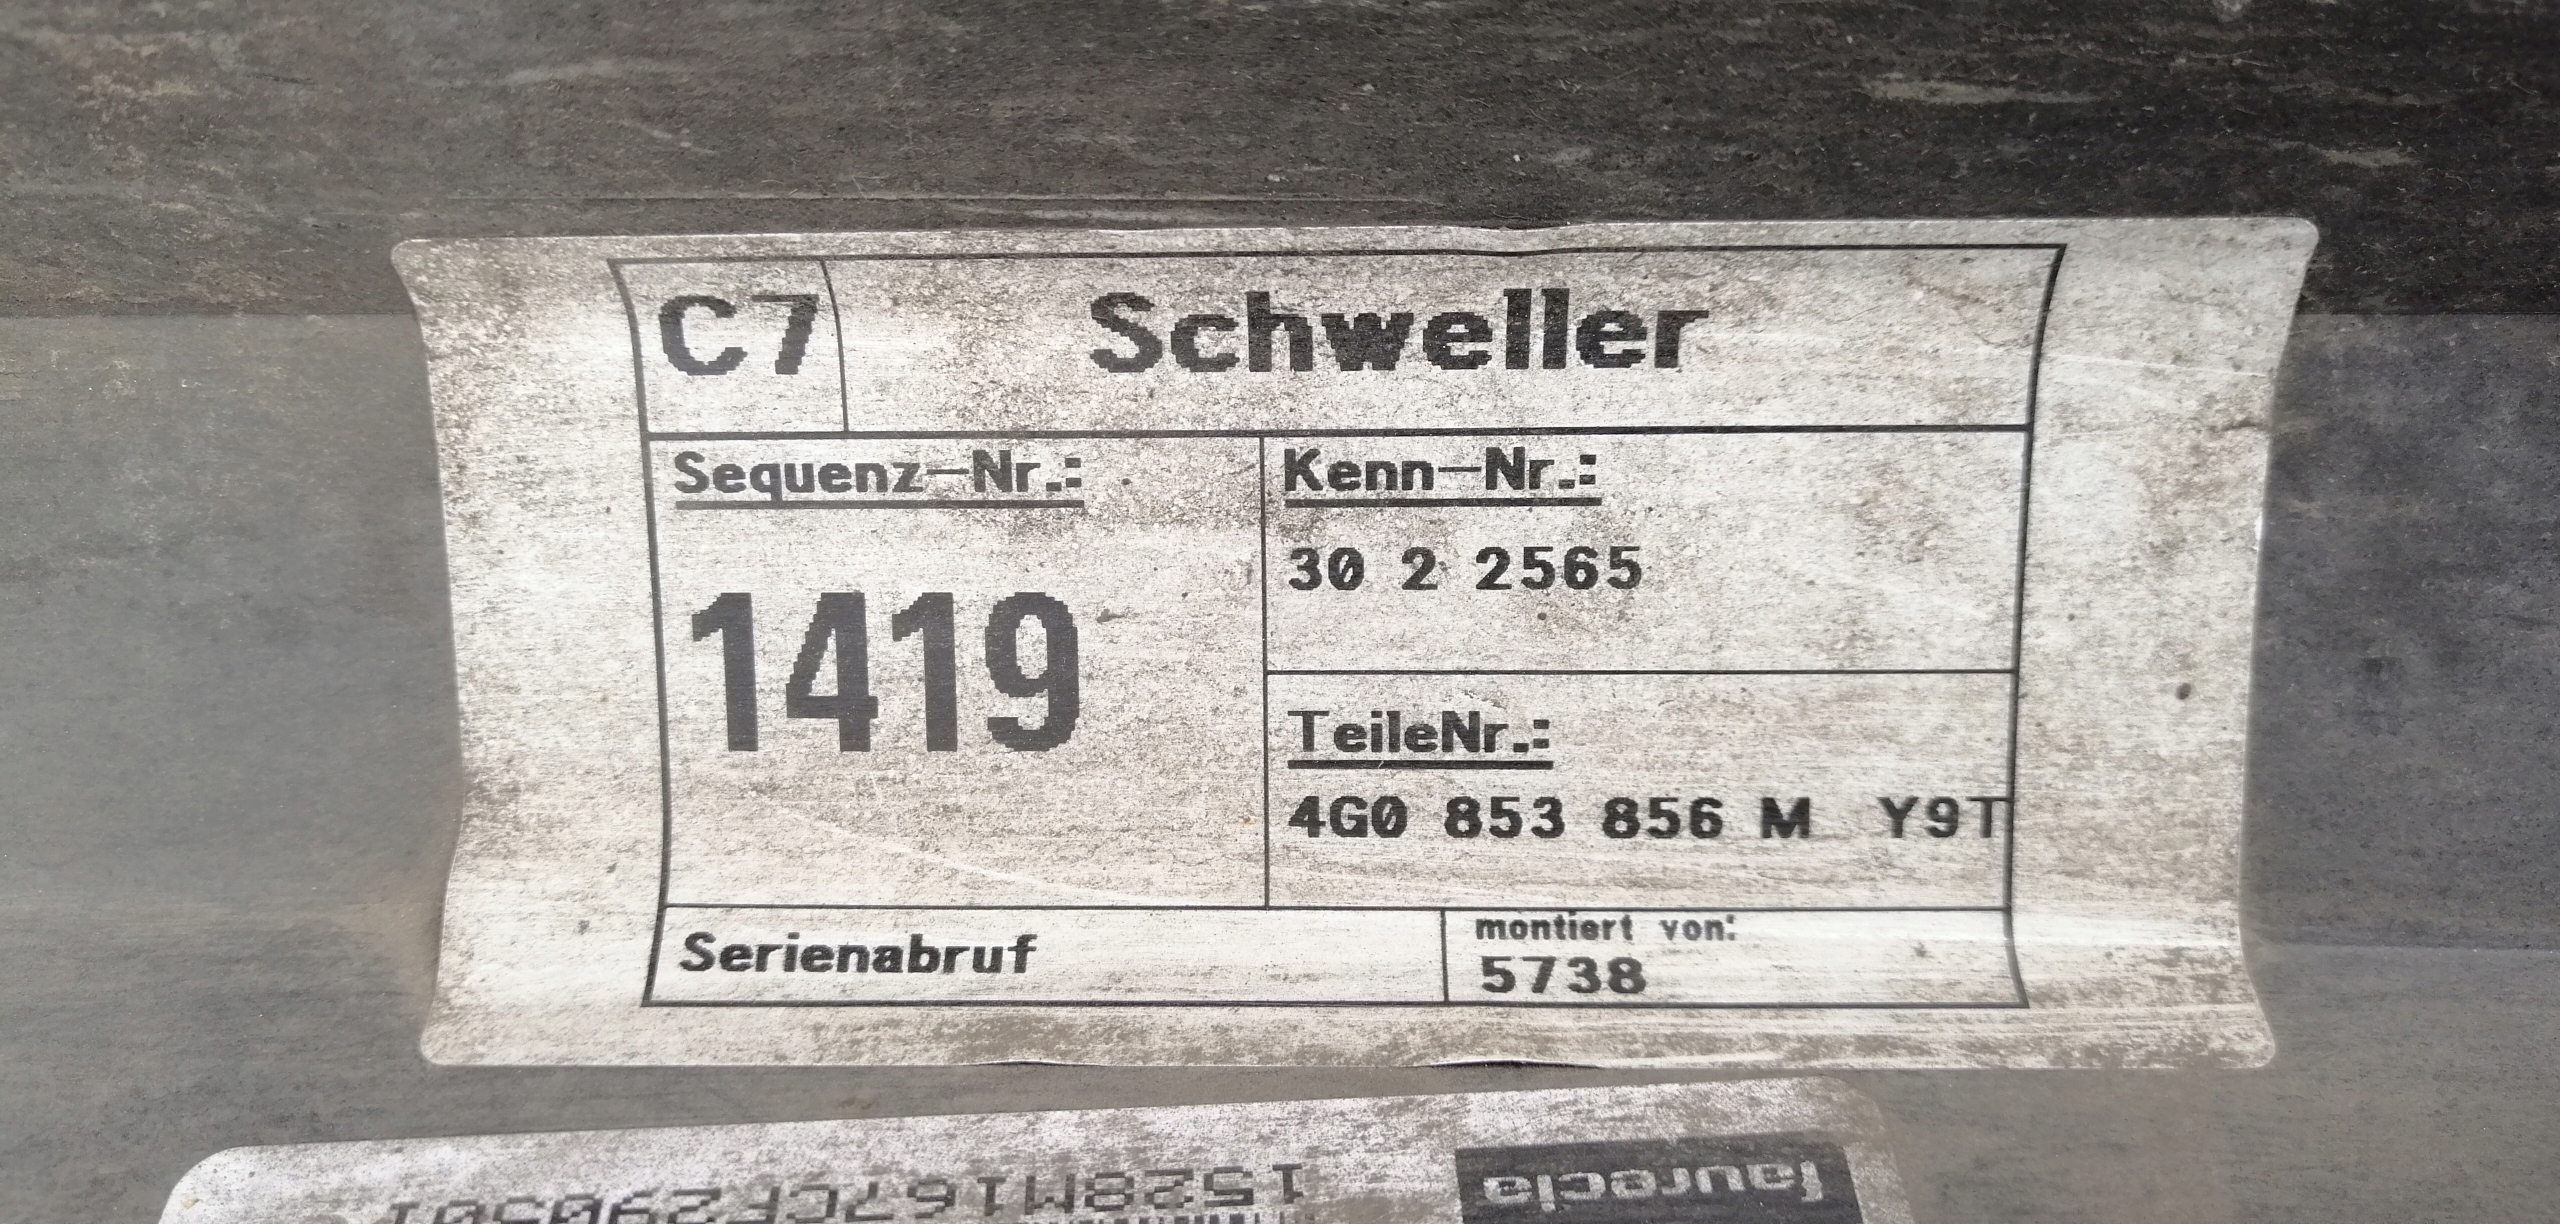 C7 Schweller
Sequenz-Nr.:
1419
Kenn-Nr.:
30 2 2565
TeileNr.:
4G0 853 856 M Y9T
Serienabruf
montiert von:
5738
faurecia